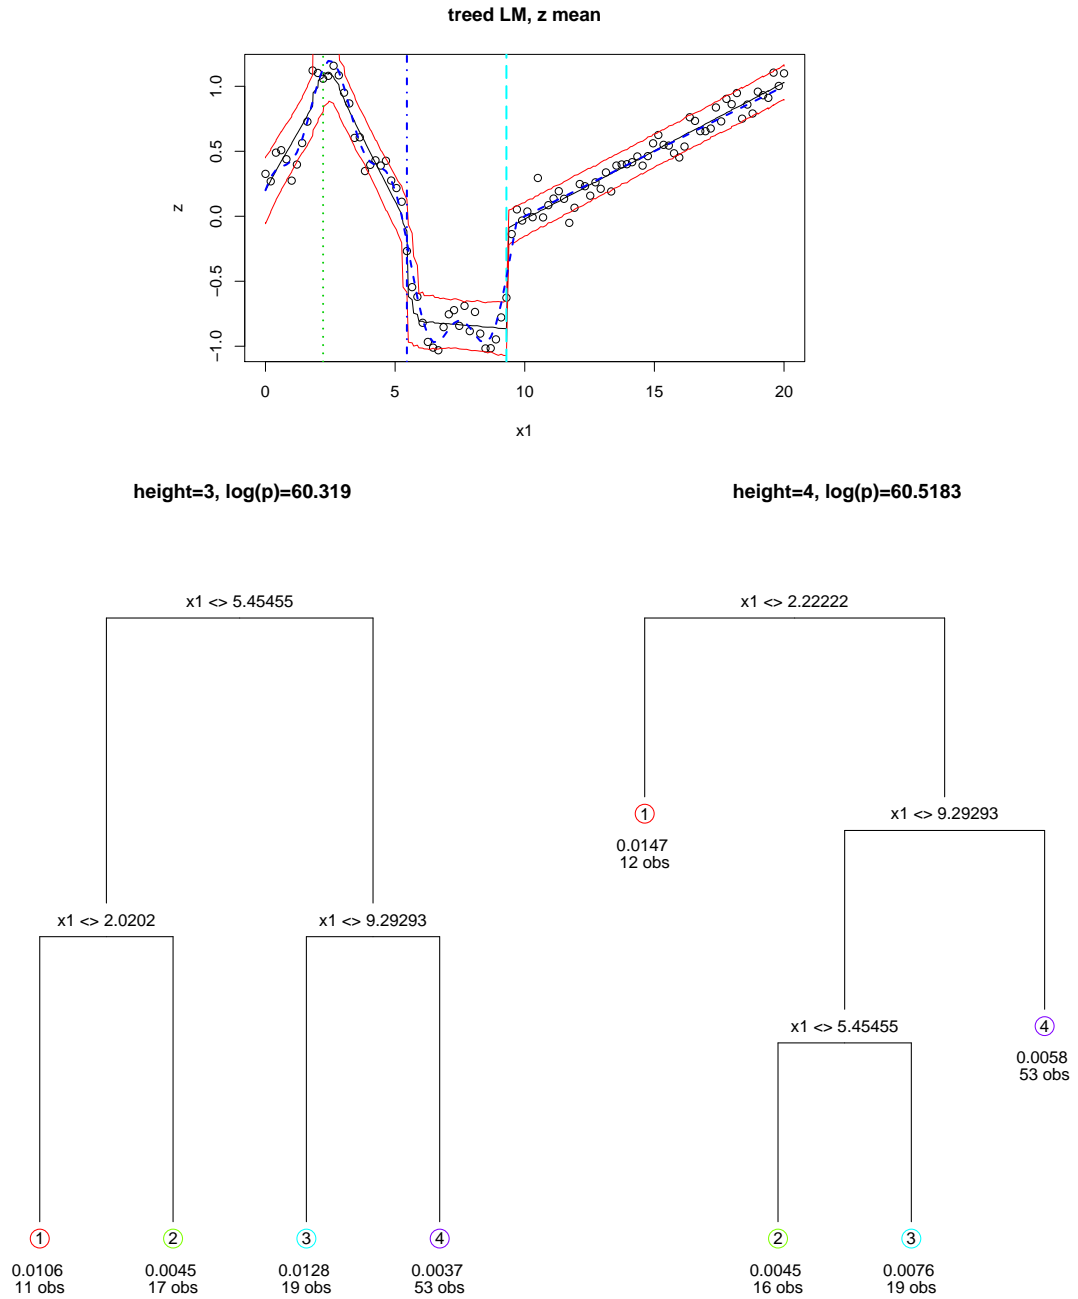 treed LM, z mean
1.0
0.5
0.0
−0.5
−1.0
z
0 5 10 15 20
x1
height=3, log(p)=60.319
height=4, log(p)=60.5183
x1 <> 5.45455
x1 <> 2.22222
1
0.0147
12 obs
x1 <> 9.29293
x1 <> 2.0202
x1 <> 9.29293
x1 <> 5.45455
4
0.0058
53 obs
1
0.0106
11 obs
2
0.0045
17 obs
3
0.0128
19 obs
4
0.0037
53 obs
2
0.0045
16 obs
3
0.0076
19 obs